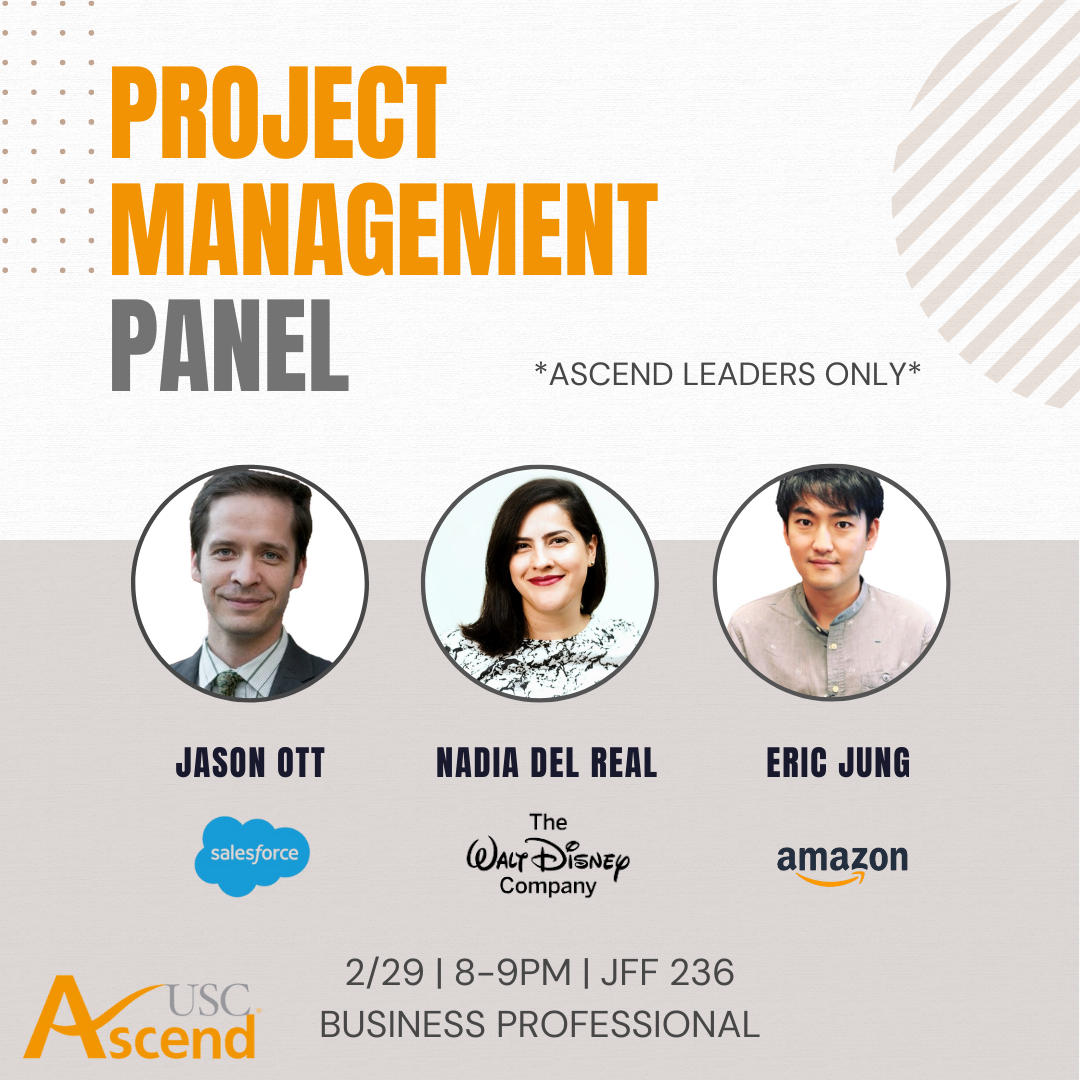 PROJECT
MANAGEMENT
PANEL
*ASCEND LEADERS ONLY*
JASON OTT
NADIA DEL REAL
ERIC JUNG
salesforce
The
WALT DISNEY
Company
amazon
2/29 | 8-9PM | JFF 236
BUSINESS PROFESSIONAL
USC
Ascend